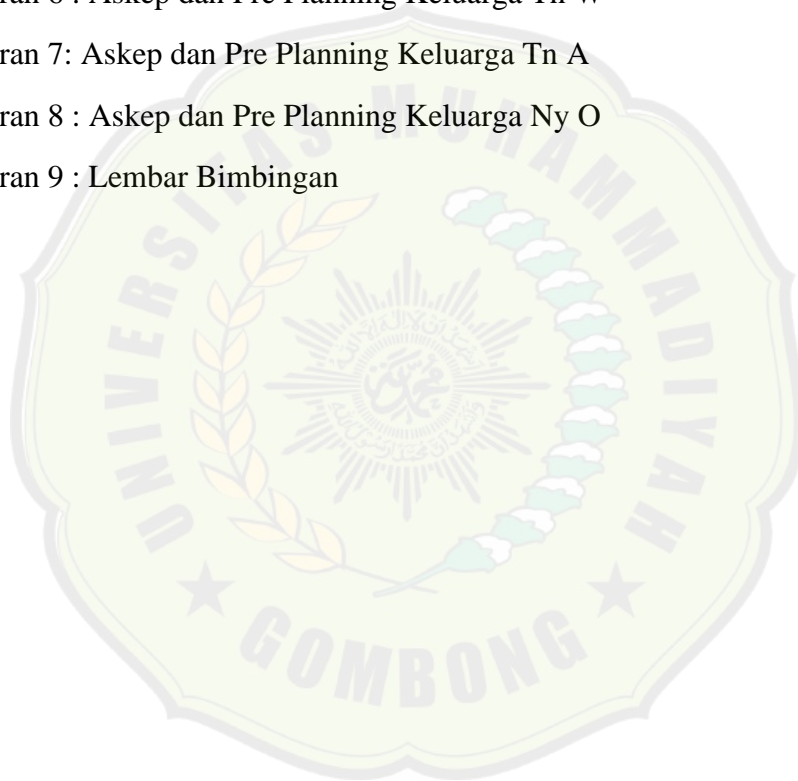 ran 6 : Askep dan Pre Planning Keluarga Tn W
ran 7: Askep dan Pre Planning Keluarga Tn A
ran 8 : Askep dan Pre Planning Keluarga Ny O
ran 9 : Lembar Bimbingan
UNIVERSITAS MUHAMMADIYAH
GOMBONG